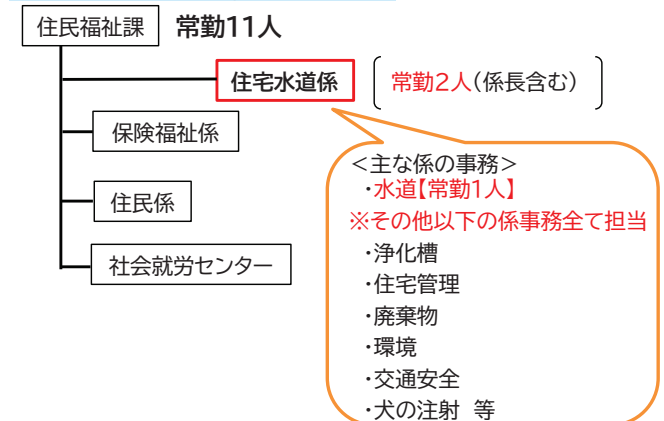 住民福祉課 常勤11人
住宅水道係 常勤2人(係長含む)
保険福祉係
住民係
社会就労センター
＜主な係の事務＞
・水道【常勤1人】
※その他以下の係事務全て担当
・浄化槽
・住宅管理
・廃棄物
・環境
・交通安全
・犬の注射 等